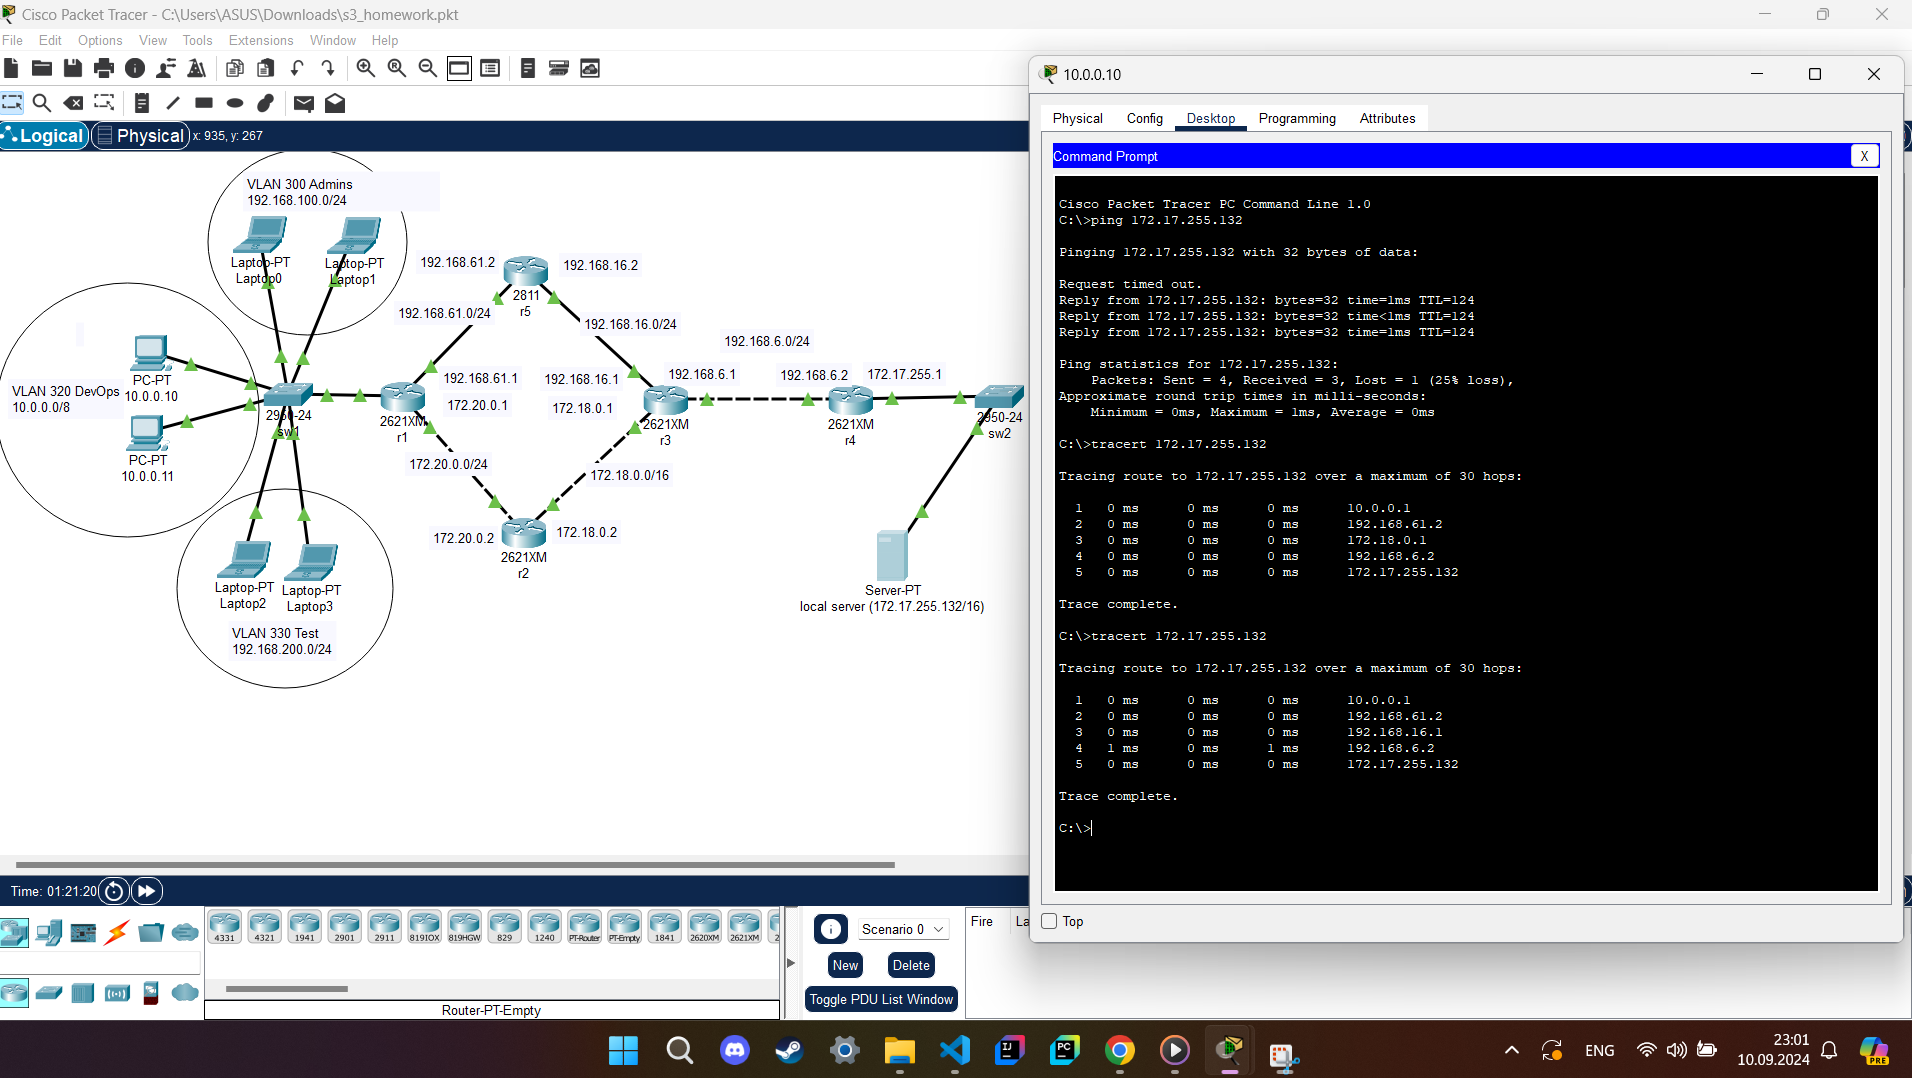 Cisco Packet Tracer - C:\Users\ASUS\Downloads\s3_homework.pkt
File Edit Options View Tools Extensions Window Help
Logical Physical x: 935, y: 267
VLAN 300 Admins
192.168.100.0/24
Laptop-PT
Laptop0
Laptop-PT
Laptop1
192.168.61.2
192.168.16.2
2811
r5
192.168.61.0/24
192.168.16.0/24
192.168.6.0/24
PC-PT
10.0.0.10
VLAN 320 DevOps
10.0.0.0/8
PC-PT
10.0.0.11
2950-24
sw1
2621XM
r1
192.168.61.1
172.20.0.1
192.168.16.1
172.18.0.1
192.168.6.1
2621XM
r3
192.168.6.2
172.17.255.1
2621XM
r4
2950-24
sw2
172.20.0.0/24
172.18.0.0/16
172.20.0.2
172.18.0.2
2621XM
r2
Laptop-PT
Laptop2
Laptop-PT
Laptop3
VLAN 330 Test
192.168.200.0/24
Server-PT
local server (172.17.255.132/16)
10.0.0.10
Physical Config Desktop Programming Attributes
Command Prompt
X
Cisco Packet Tracer PC Command Line 1.0
C:\>ping 172.17.255.132
Pinging 172.17.255.132 with 32 bytes of data:
Request timed out.
Reply from 172.17.255.132: bytes=32 time=1ms TTL=124
Reply from 172.17.255.132: bytes=32 time<1ms TTL=124
Reply from 172.17.255.132: bytes=32 time=1ms TTL=124
Ping statistics for 172.17.255.132:
Packets: Sent = 4, Received = 3, Lost = 1 (25% loss),
Approximate round trip times in milli-seconds:
Minimum = 0ms, Maximum = 1ms, Average = 0ms
C:\>tracert 172.17.255.132
Tracing route to 172.17.255.132 over a maximum of 30 hops:
1 0 ms 0 ms 0 ms 10.0.0.1
2 0 ms 0 ms 0 ms 192.168.61.2
3 0 ms 0 ms 0 ms 172.18.0.1
4 0 ms 0 ms 0 ms 192.168.6.2
5 0 ms 0 ms 0 ms 172.17.255.132
Trace complete.
C:\>tracert 172.17.255.132
Tracing route to 172.17.255.132 over a maximum of 30 hops:
1 0 ms 0 ms 0 ms 10.0.0.1
2 0 ms 0 ms 0 ms 192.168.61.2
3 0 ms 0 ms 0 ms 192.168.16.1
4 1 ms 0 ms 1 ms 192.168.6.2
5 0 ms 0 ms 0 ms 172.17.255.132
Trace complete.
C:\>
Top
Time: 01:21:20
4331 4321 1941 2901 2911 819IOX 819HGW 829 1240 PT-Router PT-Empty 1841 2620XM 2621XM 2
Router-PT-Empty
Scenario 0
New Delete
Toggle PDU List Window
Fire La
ENG
23:01
10.09.2024
PRE